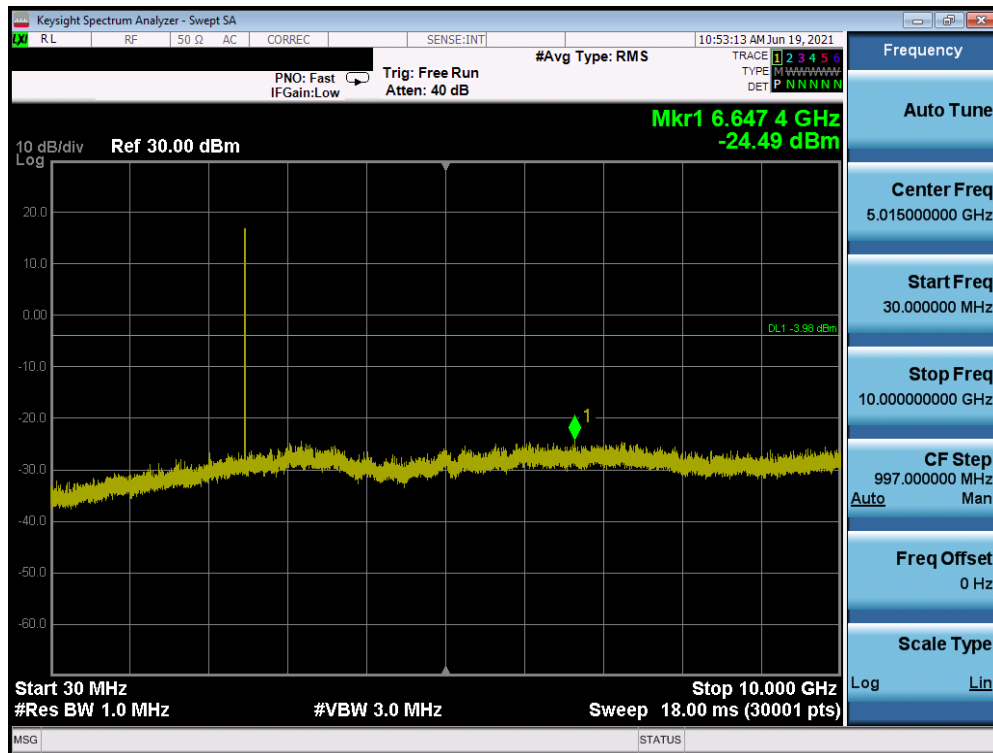 Keysight Spectrum Analyzer - Swept SA
LXI RL RF 50 Ω AC CORREC SENSE:INT 10:53:13 AM Jun 19, 2021
PNO: Fast
IFGain:Low
Trig: Free Run
Atten: 40 dB
#Avg Type: RMS
TRACE 1 2 3 4 5 6
TYPE M WWWWW
DET P N N N N N
Mkr1 6.647 4 GHz
-24.49 dBm
10 dB/div
Log
Ref 30.00 dBm
20.0
10.0
0.00
DL1 -3.98 dBm
-10.0
-20.0
1
-30.0
-40.0
-50.0
-60.0
Start 30 MHz
Stop 10.000 GHz
#Res BW 1.0 MHz
#VBW 3.0 MHz
Sweep 18.00 ms (30001 pts)
MSG
STATUS
Frequency
Auto Tune
Center Freq
5.015000000 GHz
Start Freq
30.000000 MHz
Stop Freq
10.000000000 GHz
CF Step
997.000000 MHz
Auto Man
Freq Offset
0 Hz
Scale Type
Log Lin